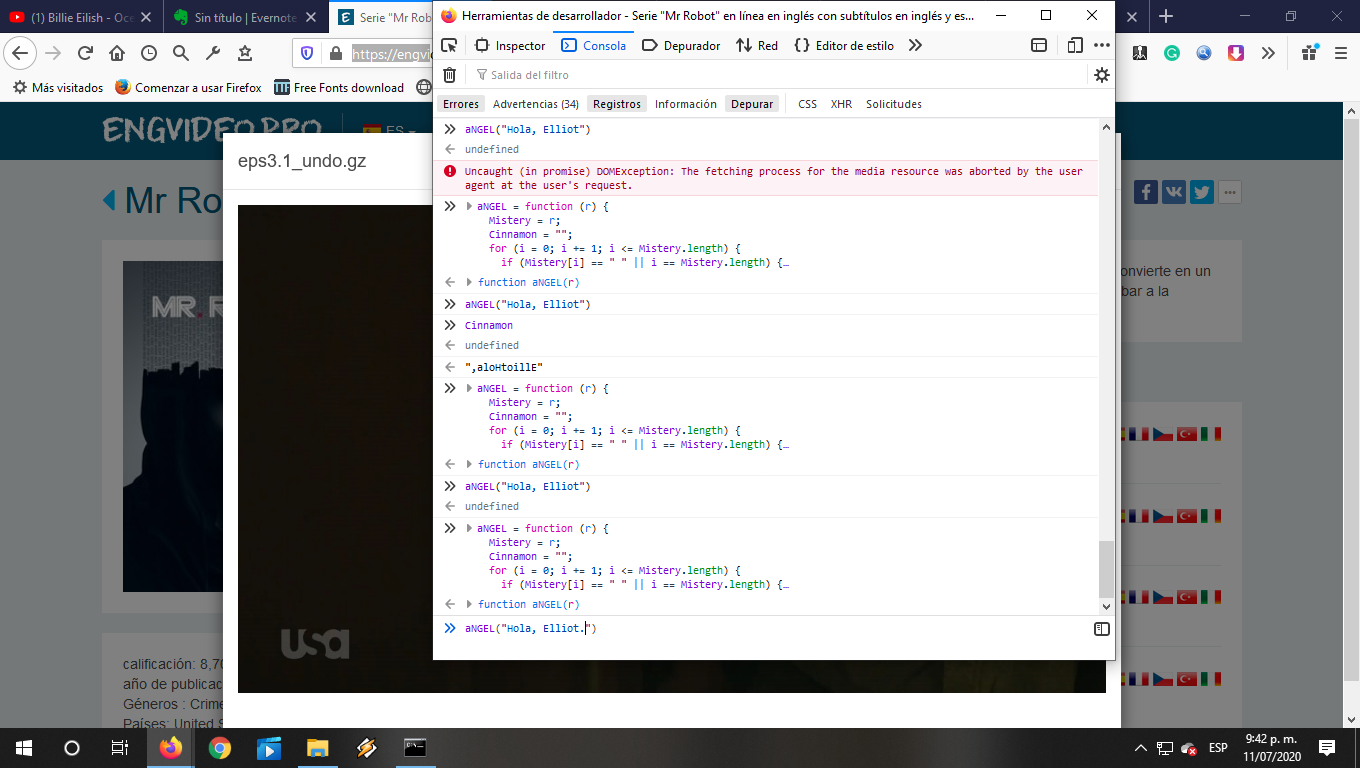 (1) Billie Eilish - Oce
Sin título | Evernote
Serie "Mr Robot
Herramientas de desarrollador - Serie "Mr Robot" en línea en inglés con subtítulos en inglés y es...
https://engvi
Inspector
Consola
Depurador
Red
Editor de estilo
Más visitados
Comenzar a usar Firefox
Free Fonts download
Salida del filtro
Errores
Advertencias (34)
Registros
Información
Depurar
CSS
XHR
Solicitudes
ENGVIDEO.PRO
ES
eps3.1_undo.gz
Mr Ro
MR. R
aNGEL("Hola, Elliot")
undefined
Uncaught (in promise) DOMException: The fetching process for the media resource was aborted by the user
agent at the user's request.
aNGEL = function (r) {
Mistery = r;
Cinnamon = "";
for (i = 0; i += 1; i <= Mistery.length) {
if (Mistery[i] == " " || i == Mistery.length) {…
function aNGEL(r)
aNGEL("Hola, Elliot")
Cinnamon
undefined
",aloHtoillE"
aNGEL = function (r) {
Mistery = r;
Cinnamon = "";
for (i = 0; i += 1; i <= Mistery.length) {
if (Mistery[i] == " " || i == Mistery.length) {…
function aNGEL(r)
aNGEL("Hola, Elliot")
undefined
aNGEL = function (r) {
Mistery = r;
Cinnamon = "";
for (i = 0; i += 1; i <= Mistery.length) {
if (Mistery[i] == " " || i == Mistery.length) {…
function aNGEL(r)
aNGEL("Hola, Elliot.")
onvierte en un
bar a la
usa
calificación: 8,70
año de publicac
Géneros : Crime
Países: United S
ESP
9:42 p. m.
11/07/2020